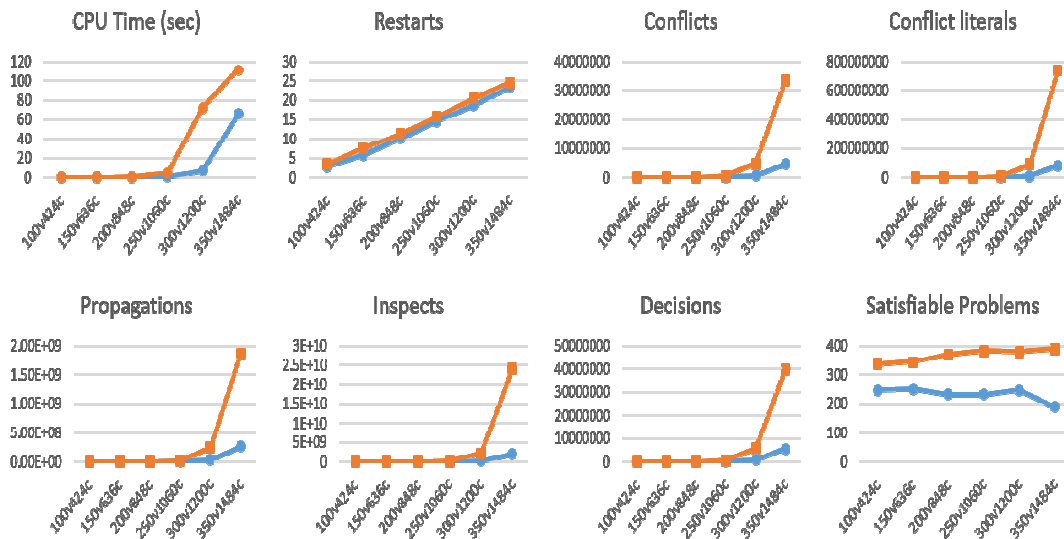 CPU Time (sec)
120
100
80
60
40
20
0
100v424c
150v636c
200v848c
250v1060c
300v1200c
350v1484c
Restarts
30
25
20
15
10
5
0
100v424c
150v636c
200v848c
250v1060c
300v1200c
350v1484c
Conflicts
40000000
30000000
20000000
10000000
0
100v424c
150v636c
200v848c
250v1060c
300v1200c
350v1484c
Conflict literals
800000000
600000000
400000000
200000000
0
100v424c
150v636c
200v848c
250v1060c
300v1200c
350v1484c
Propagations
2.00E+09
1.50E+09
1.00E+09
5.00E+08
0.00E+00
100v424c
150v636c
200v848c
250v1060c
300v1200c
350v1484c
Inspects
3E+10
2.5E+10
2E+10
1.5E+10
1E+10
5E+09
0
100v424c
150v636c
200v848c
250v1060c
300v1200c
350v1484c
Decisions
50000000
40000000
30000000
20000000
10000000
0
100v424c
150v636c
200v848c
250v1060c
300v1200c
350v1484c
Satisfiable Problems
400
300
200
100
0
100v424c
150v636c
200v848c
250v1060c
300v1200c
350v1484c